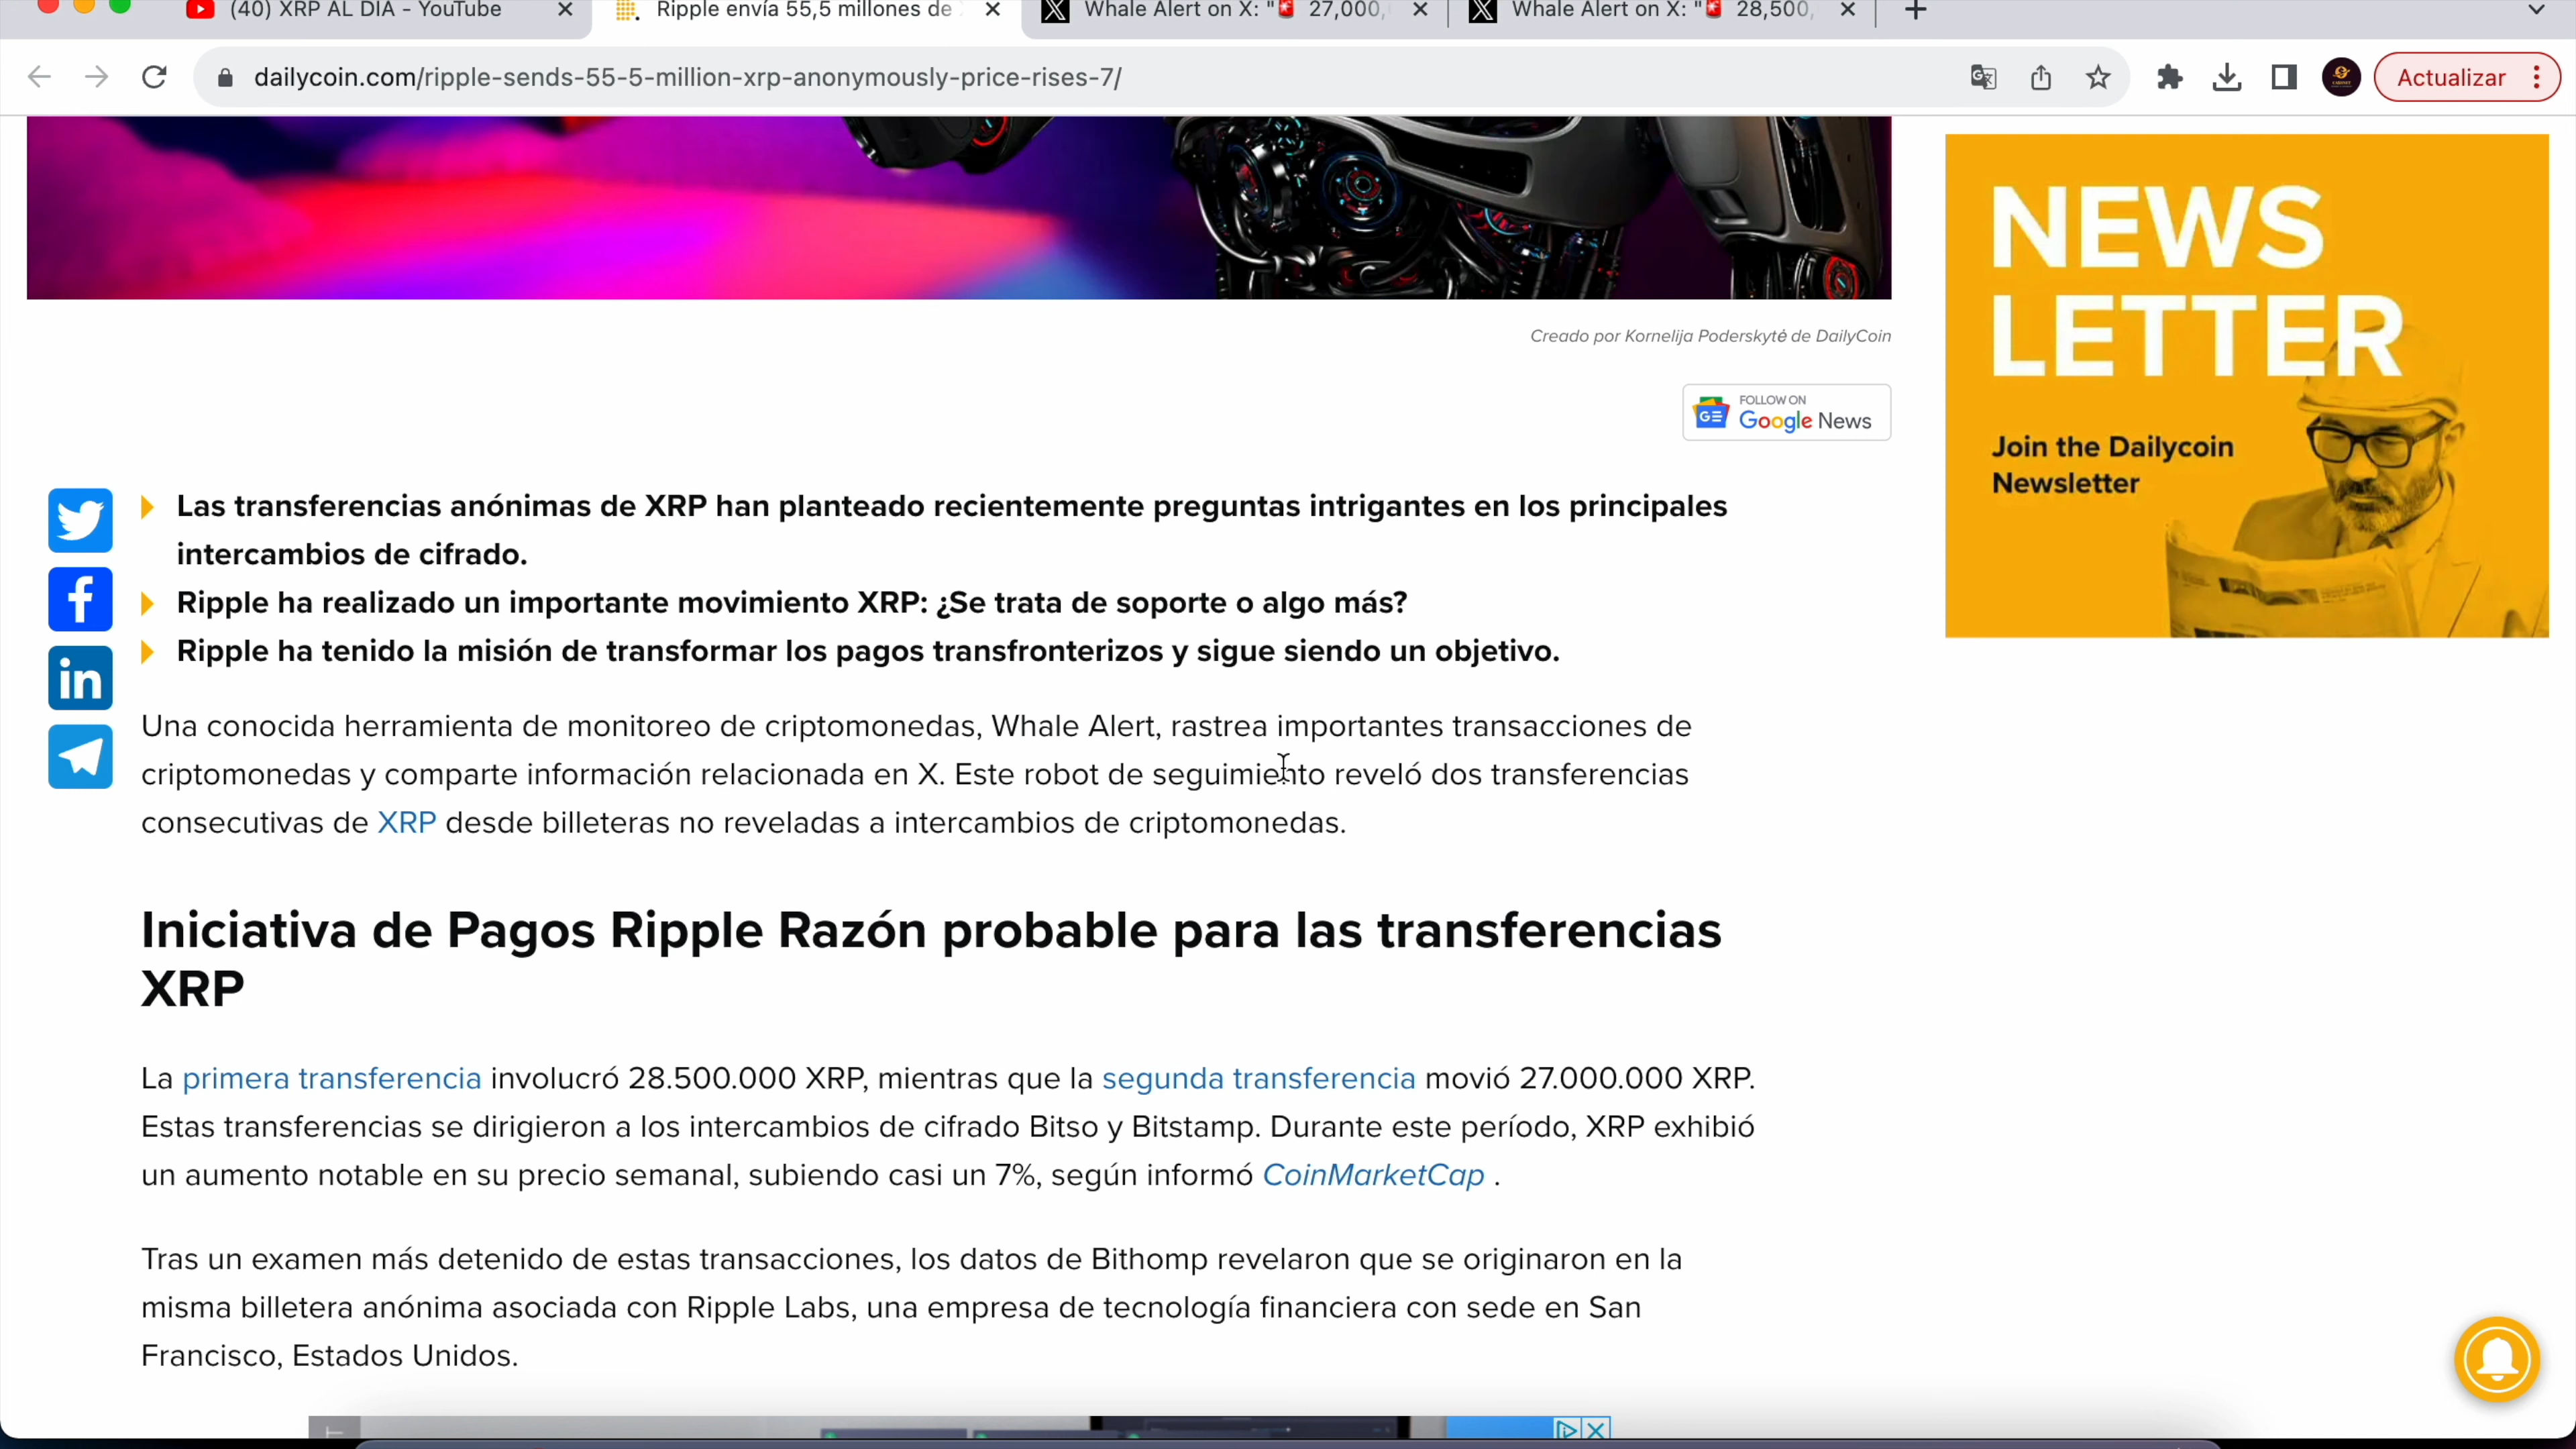 (40) XRP AL DIA - YouTube
Ripple envía 55,5 millones de
Whale Alert on X: "🚨 27,000,
Whale Alert on X: "🚨 28,500,
dailycoin.com/ripple-sends-55-5-million-xrp-anonymously-price-rises-7/
Actualizar
NEWS
LETTER
Join the Dailycoin
Newsletter
Creado por Kornelija Poderskytė de DailyCoin
FOLLOW ON
Google News
Las transferencias anónimas de XRP han planteado recientemente preguntas intrigantes en los principales
intercambios de cifrado.
Ripple ha realizado un importante movimiento XRP: ¿Se trata de soporte o algo más?
Ripple ha tenido la misión de transformar los pagos transfronterizos y sigue siendo un objetivo.
Una conocida herramienta de monitoreo de criptomonedas, Whale Alert, rastrea importantes transacciones de
criptomonedas y comparte información relacionada en X. Este robot de seguimiento reveló dos transferencias
consecutivas de XRP desde billeteras no reveladas a intercambios de criptomonedas.
Iniciativa de Pagos Ripple Razón probable para las transferencias
XRP
La primera transferencia involucró 28.500.000 XRP, mientras que la segunda transferencia movió 27.000.000 XRP.
Estas transferencias se dirigieron a los intercambios de cifrado Bitso y Bitstamp. Durante este período, XRP exhibió
un aumento notable en su precio semanal, subiendo casi un 7%, según informó CoinMarketCap .
Tras un examen más detenido de estas transacciones, los datos de Bithomp revelaron que se originaron en la
misma billetera anónima asociada con Ripple Labs, una empresa de tecnología financiera con sede en San
Francisco, Estados Unidos.